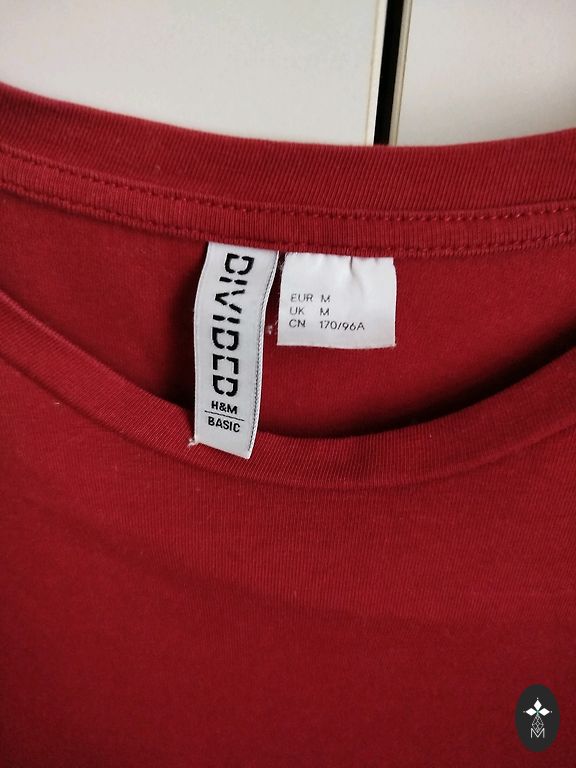 DIVIDED
H&M
BASIC
EUR M
UK M
CN 170/96A
M